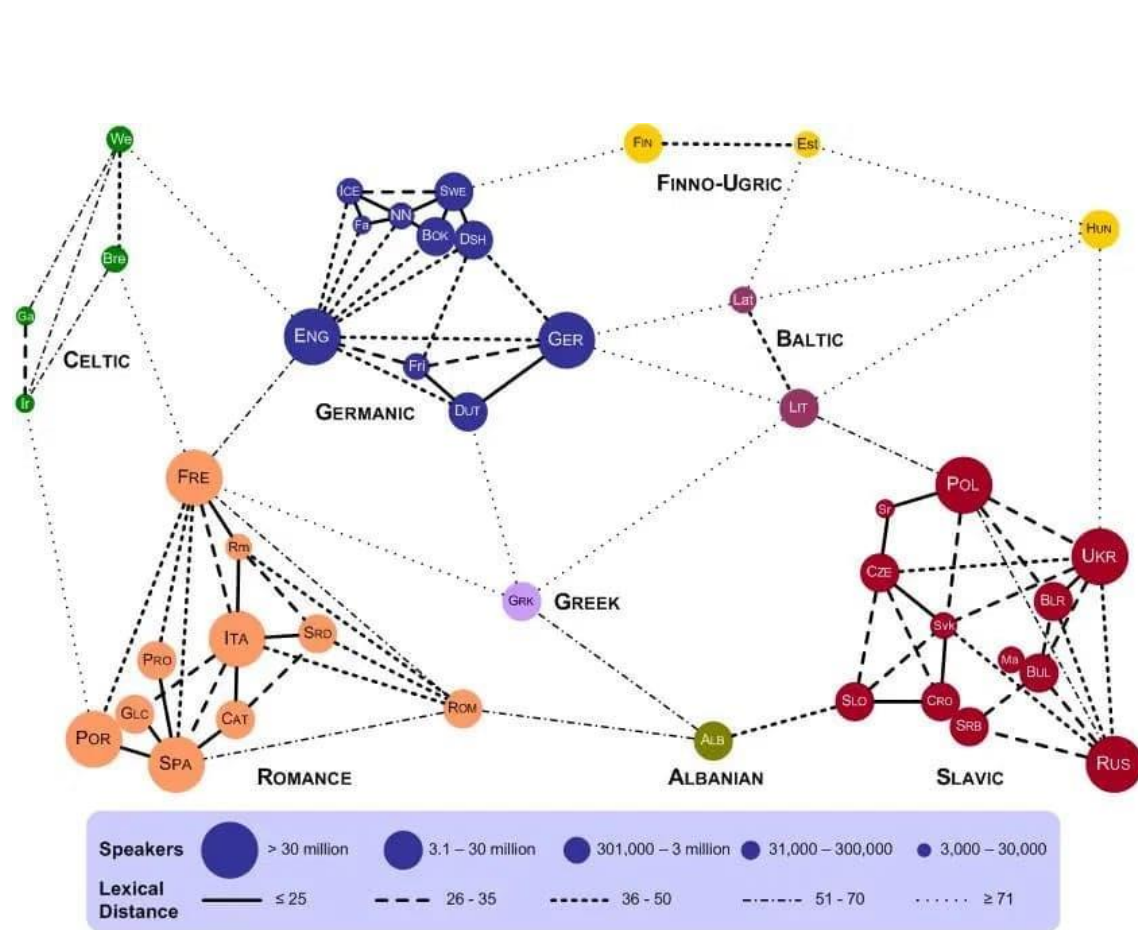 We
FIN
Est
FINNO-UGRIC
ICE
SWE
Fa
NN
BOK
DSH
HUN
Bre
Lat
Ga
CELTIC
ENG
GER
BALTIC
Fri
Ir
GERMANIC
DUT
LIT
FRE
POL
Sr
Rm
UKR
CZE
GRK
GREEK
BLR
ITA
SRD
Svk
PRO
Ma
BUL
GLC
CAT
ROM
SLO
CRO
SRB
POR
SPA
ALB
RUS
ROMANCE
ALBANIAN
SLAVIC
Speakers > 30 million 3.1 – 30 million 301,000 – 3 million 31,000 – 300,000 3,000 – 30,000
Lexical
Distance ≤ 25 26 - 35 36 - 50 51 - 70 ≥ 71